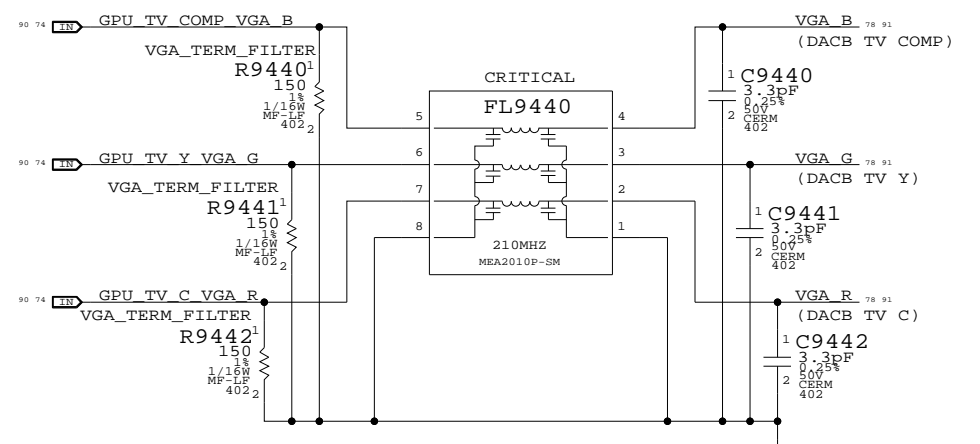 90 74 IN GPU_TV_COMP_VGA_B
VGA_TERM_FILTER
R9440 1
150
1%
1/16W
MF-LF
402 2
CRITICAL
FL9440
5 4
6 3
7 2
8 1
210MHZ
MEA2010P-SM
VGA_B 78 91
(DACB TV COMP)
1 C9440
3.3pF
0.25%
2 50V
CERM
402
90 74 IN GPU_TV_Y_VGA_G
VGA_TERM_FILTER
R9441 1
150
1%
1/16W
MF-LF
402 2
VGA_G 78 91
(DACB TV Y)
1 C9441
3.3pF
0.25%
2 50V
CERM
402
90 74 IN GPU_TV_C_VGA_R
VGA_TERM_FILTER
R9442 1
150
1%
1/16W
MF-LF
402 2
VGA_R 78 91
(DACB TV C)
1 C9442
3.3pF
0.25%
2 50V
CERM
402